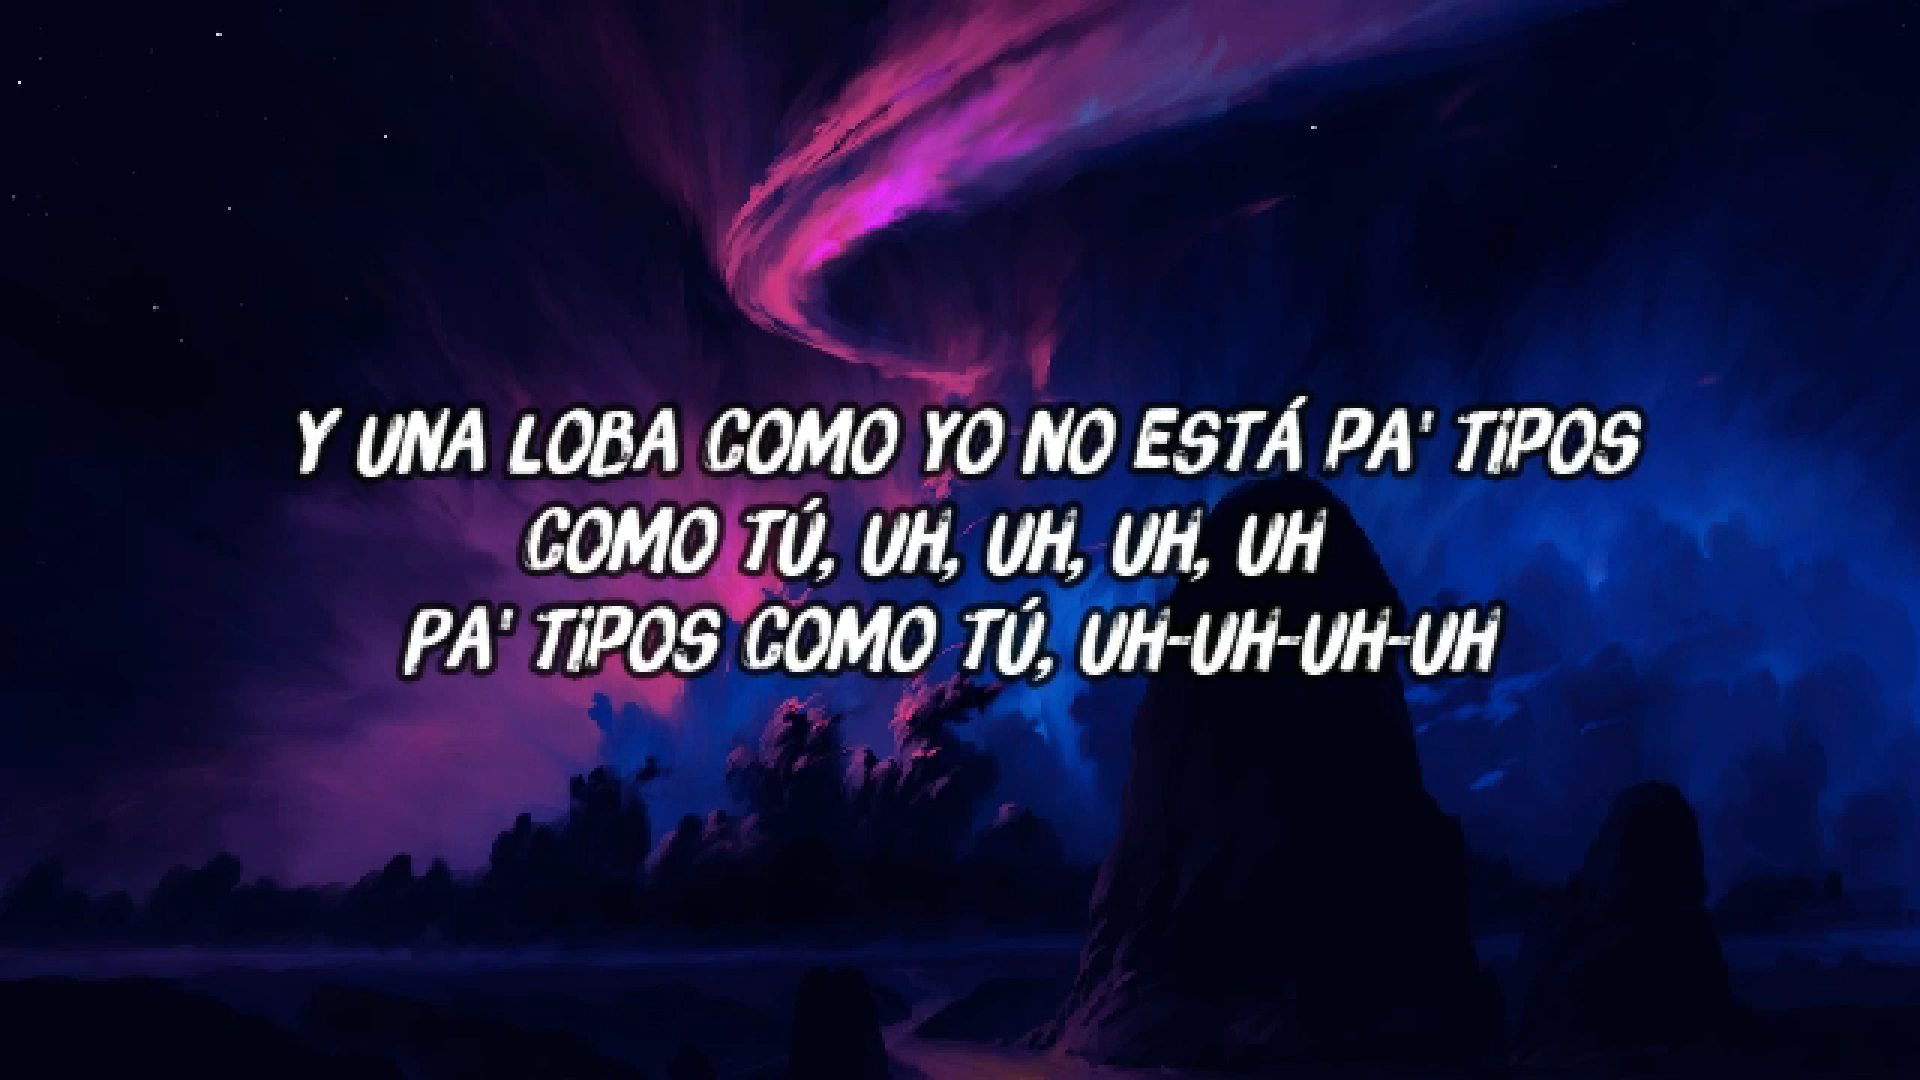 Y UNA LOBA COMO YO NO ESTÁ PA' TIPOS
COMO TÚ, UH, UH, UH, UH
PA' TIPOS COMO TÚ, UH-UH-UH-UH